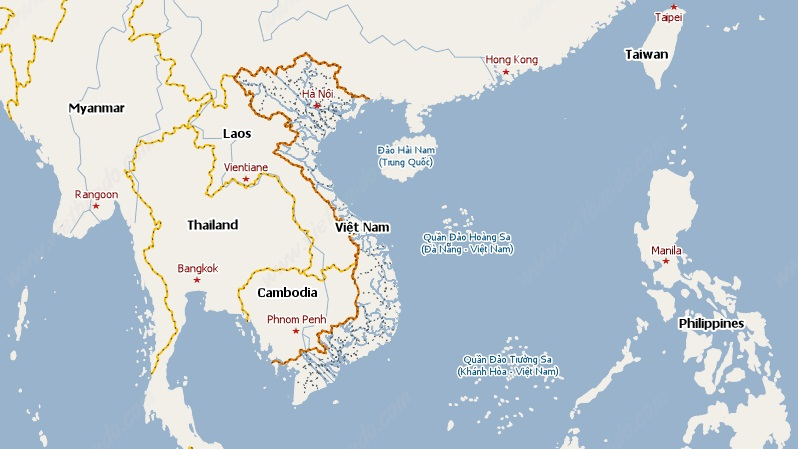 Taipei
Taiwan
Hong Kong
Hà Nội
Myanmar
Laos
Đảo Hải Nam
(Trung Quốc)
Vientiane
Rangoon
Thailand
Việt Nam
Quần Đảo Hoàng Sa
(Đà Nẵng - Việt Nam)
Manila
Bangkok
Cambodia
Phnom Penh
Philippines
Quần Đảo Trường Sa
(Khánh Hòa - Việt Nam)